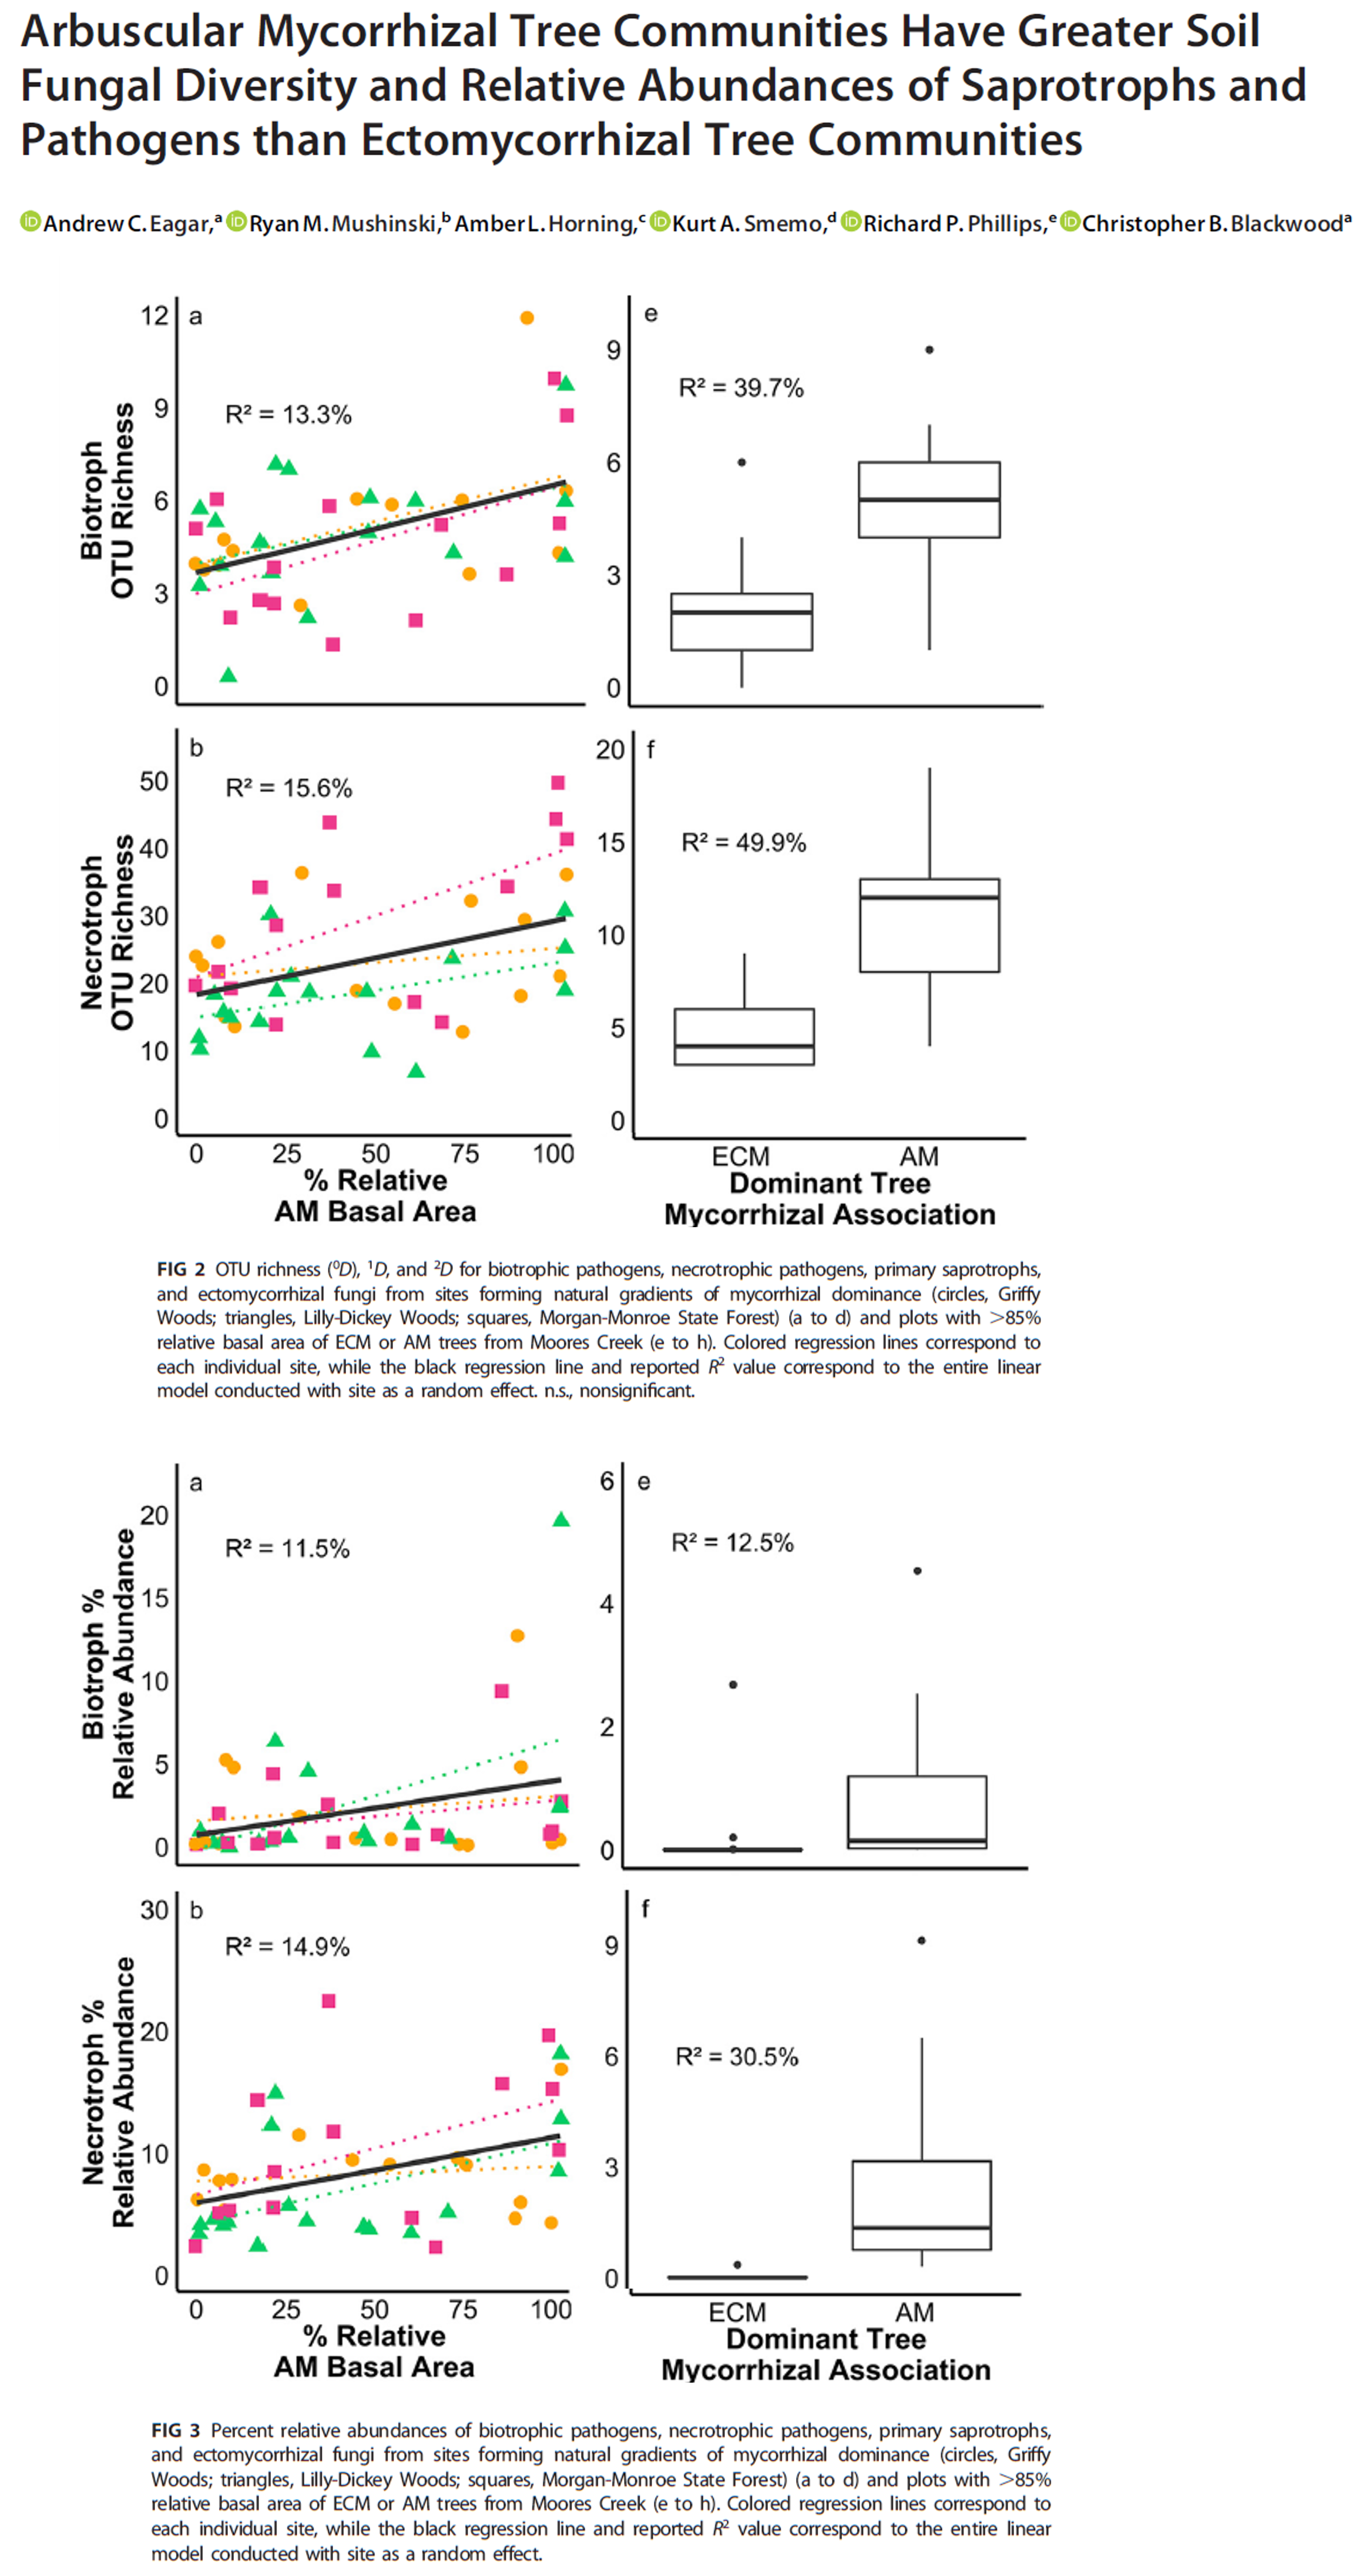 Arbuscular Mycorrhizal Tree Communities Have Greater Soil
Fungal Diversity and Relative Abundances of Saprotrophs and
Pathogens than Ectomycorrhizal Tree Communities
iD Andrew C. Eagar,ᵃ iD Ryan M. Mushinski,ᵇ Amber L. Horning,ᶜ iD Kurt A. Smemo,ᵈ iD Richard P. Phillips,ᵉ iD Christopher B. Blackwoodᵃ
Biotroph
OTU Richness
12
9
6
3
0
a
R² = 13.3%
9
6
3
0
e
R² = 39.7%
Necrotroph
OTU Richness
50
40
30
20
10
0
b
R² = 15.6%
0 25 50 75 100
% Relative
AM Basal Area
20
15
10
5
0
f
R² = 49.9%
ECM AM
Dominant Tree
Mycorrhizal Association
FIG 2 OTU richness (⁰D), ¹D, and ²D for biotrophic pathogens, necrotrophic pathogens, primary saprotrophs,
and ectomycorrhizal fungi from sites forming natural gradients of mycorrhizal dominance (circles, Griffy
Woods; triangles, Lilly-Dickey Woods; squares, Morgan-Monroe State Forest) (a to d) and plots with >85%
relative basal area of ECM or AM trees from Moores Creek (e to h). Colored regression lines correspond to
each individual site, while the black regression line and reported R² value correspond to the entire linear
model conducted with site as a random effect. n.s., nonsignificant.
Biotroph %
Relative Abundance
20
15
10
5
0
a
R² = 11.5%
6
4
2
0
e
R² = 12.5%
Necrotroph %
Relative Abundance
30
20
10
0
b
R² = 14.9%
0 25 50 75 100
% Relative
AM Basal Area
9
6
3
0
f
R² = 30.5%
ECM AM
Dominant Tree
Mycorrhizal Association
FIG 3 Percent relative abundances of biotrophic pathogens, necrotrophic pathogens, primary saprotrophs,
and ectomycorrhizal fungi from sites forming natural gradients of mycorrhizal dominance (circles, Griffy
Woods; triangles, Lilly-Dickey Woods; squares, Morgan-Monroe State Forest) (a to d) and plots with >85%
relative basal area of ECM or AM trees from Moores Creek (e to h). Colored regression lines correspond to
each individual site, while the black regression line and reported R² value correspond to the entire linear
model conducted with site as a random effect.